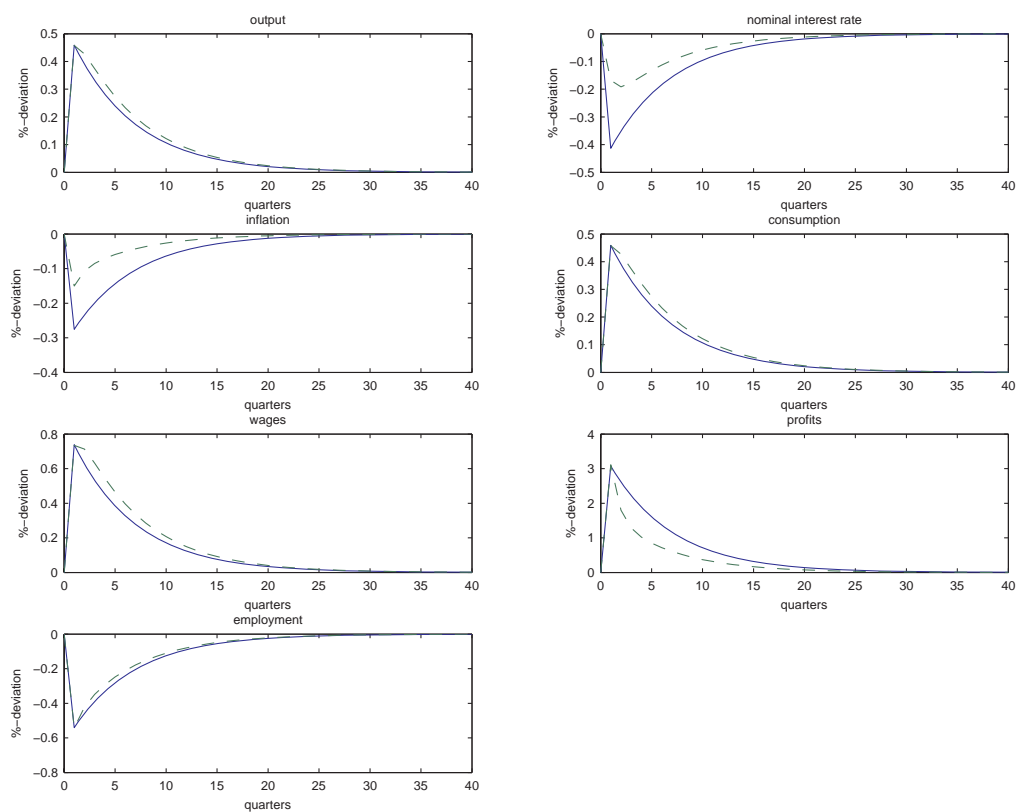 output
0.5
0.4
0.3
0.2
0.1
0
%−deviation
0 5 10 15 20 25 30 35 40
quarters
nominal interest rate
0
−0.1
−0.2
−0.3
−0.4
−0.5
%−deviation
0 5 10 15 20 25 30 35 40
quarters
inflation
0
−0.1
−0.2
−0.3
−0.4
%−deviation
0 5 10 15 20 25 30 35 40
quarters
consumption
0.5
0.4
0.3
0.2
0.1
0
%−deviation
0 5 10 15 20 25 30 35 40
quarters
wages
0.8
0.6
0.4
0.2
0
%−deviation
0 5 10 15 20 25 30 35 40
quarters
profits
4
3
2
1
0
%−deviation
0 5 10 15 20 25 30 35 40
quarters
employment
0
−0.2
−0.4
−0.6
−0.8
%−deviation
0 5 10 15 20 25 30 35 40
quarters